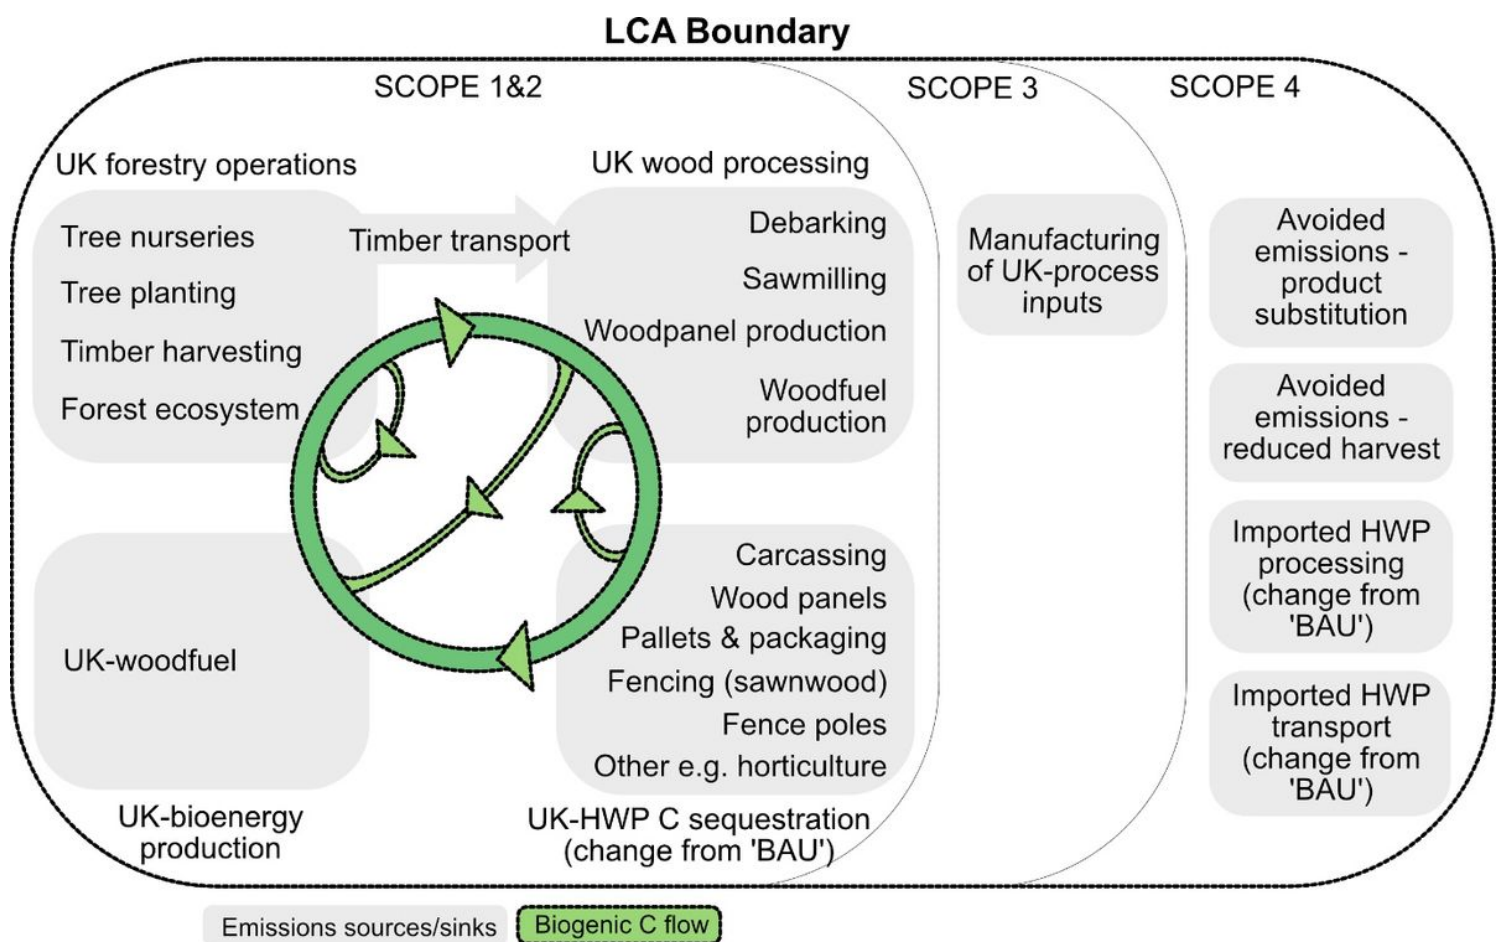 LCA Boundary
SCOPE 1&2
SCOPE 3
SCOPE 4
UK forestry operations
Tree nurseries
Tree planting
Timber harvesting
Forest ecosystem
Timber transport
UK wood processing
Debarking
Sawmilling
Woodpanel production
Woodfuel
production
UK-woodfuel
UK-bioenergy
production
Carcassing
Wood panels
Pallets & packaging
Fencing (sawnwood)
Fence poles
Other e.g. horticulture
UK-HWP C sequestration
(change from 'BAU')
Manufacturing
of UK-process
inputs
Avoided
emissions -
product
substitution
Avoided
emissions -
reduced harvest
Imported HWP
processing
(change from
'BAU')
Imported HWP
transport
(change from
'BAU')
Emissions sources/sinks
Biogenic C flow